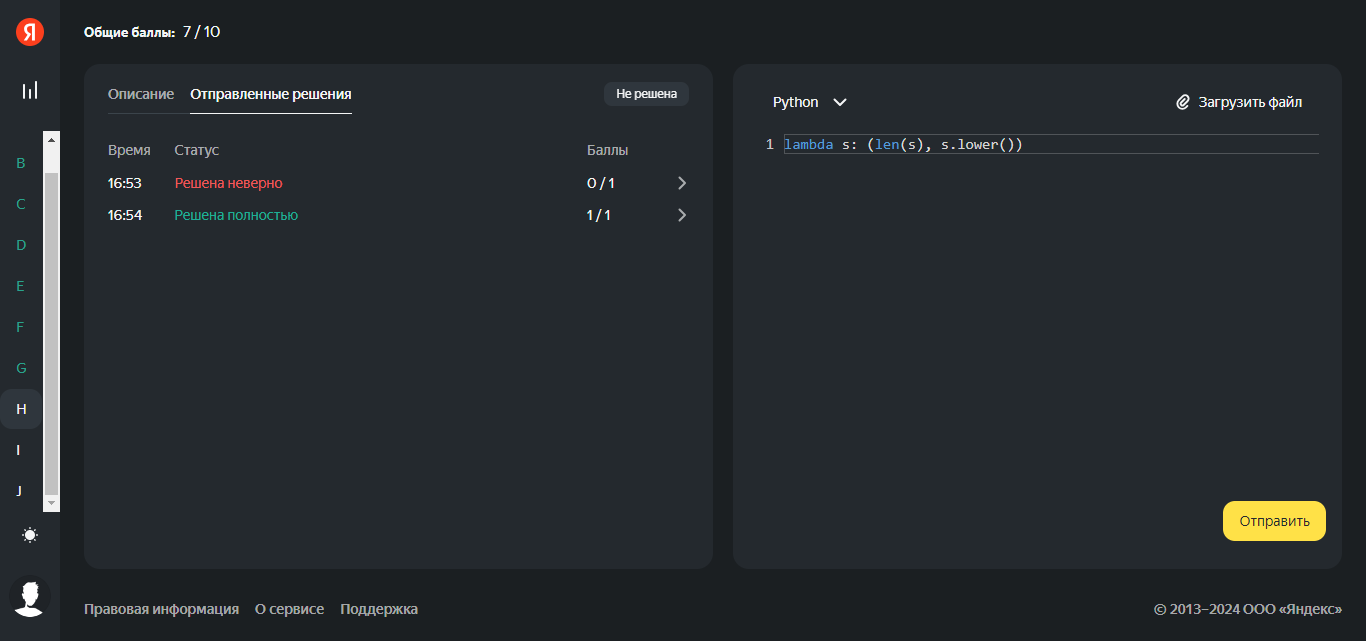 Я
Общие баллы: 7 / 10
Описание Отправленные решения Не решена
Время Статус Баллы
16:53 Решена неверно 0 / 1
16:54 Решена полностью 1 / 1
B
C
D
E
F
G
H
I
J
Python Загрузить файл
1 lambda s: (len(s), s.lower())
Отправить
Правовая информация О сервисе Поддержка
© 2013–2024 ООО «Яндекс»